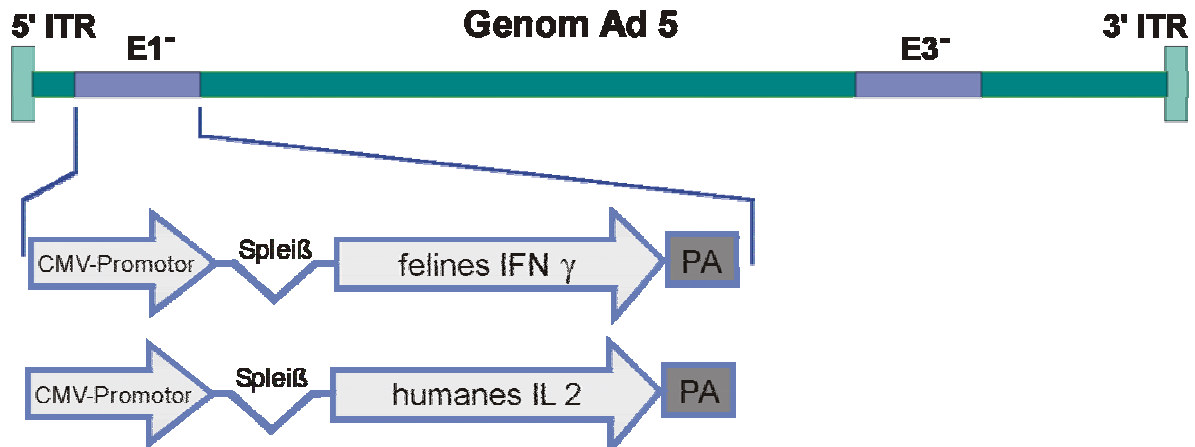 Genom Ad 5
5' ITR
3' ITR
E1⁻
E3⁻
CMV-Promotor
Spleiß
felines IFN γ
PA
CMV-Promotor
Spleiß
humanes IL 2
PA